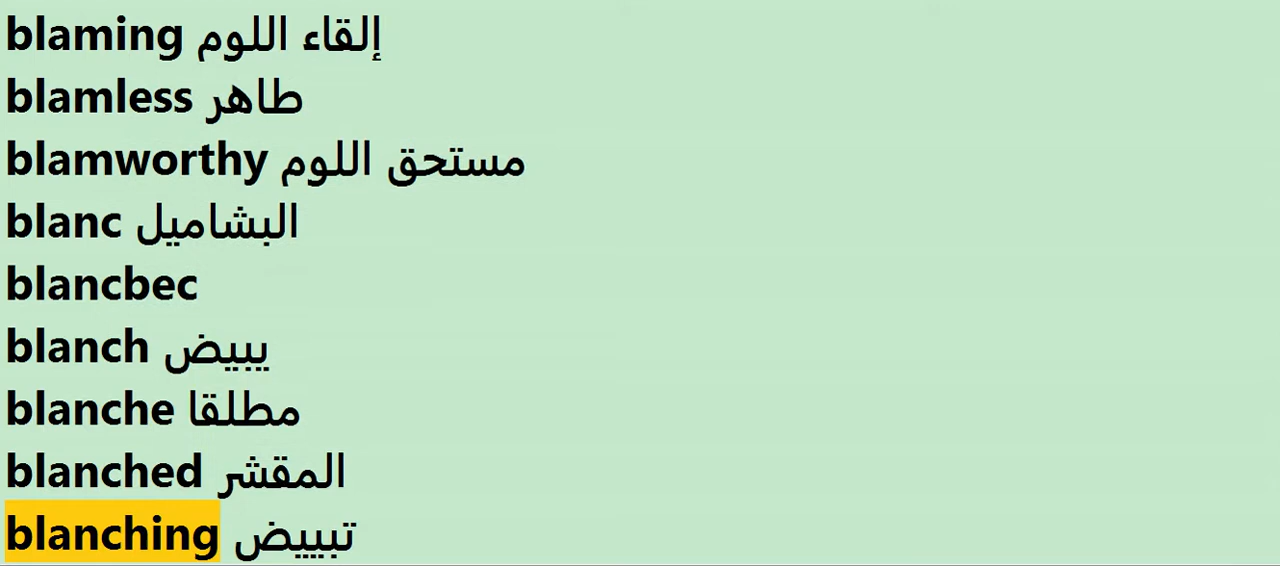 blaming إلقاء اللوم
blamless طاهر
blamworthy مستحق اللوم
blanc البشاميل
blancbec
blanch يبيض
blanche مطلقا
blanched المقشر
blanching تبييض